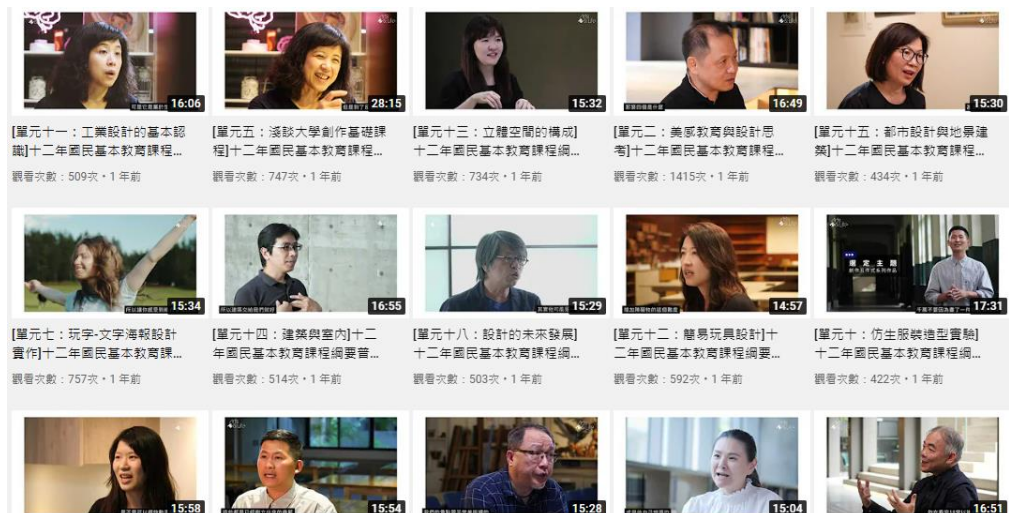 16:06
28:15
15:32
16:49
15:30
[單元十一：工業設計的基本認
識]十二年國民基本教育課程...
觀看次數：509次・1 年前
[單元五：淺談大學創作基礎課
程]十二年國民基本教育課程...
觀看次數：747次・1 年前
[單元十三：立體空間的構成]
十二年國民基本教育課程綱...
觀看次數：734次・1 年前
[單元二：美感教育與設計思
考]十二年國民基本教育課程...
觀看次數：1415次・1 年前
[單元十五：都市設計與地景建
築]十二年國民基本教育課程...
觀看次數：434次・1 年前
15:34
16:55
15:29
14:57
選定主題
17:31
[單元七：玩字-文字海報設計
實作]十二年國民基本教育課...
觀看次數：757次・1 年前
[單元十四：建築與室內]十二
年國民基本教育課程綱要普...
觀看次數：514次・1 年前
[單元十八：設計的未來發展]
十二年國民基本教育課程綱...
觀看次數：503次・1 年前
[單元十二：簡易玩具設計]十
二年國民基本教育課程綱要...
觀看次數：592次・1 年前
[單元十：仿生服裝造型實驗]
十二年國民基本教育課程綱...
觀看次數：422次・1 年前
15:58
15:54
15:28
15:04
16:51